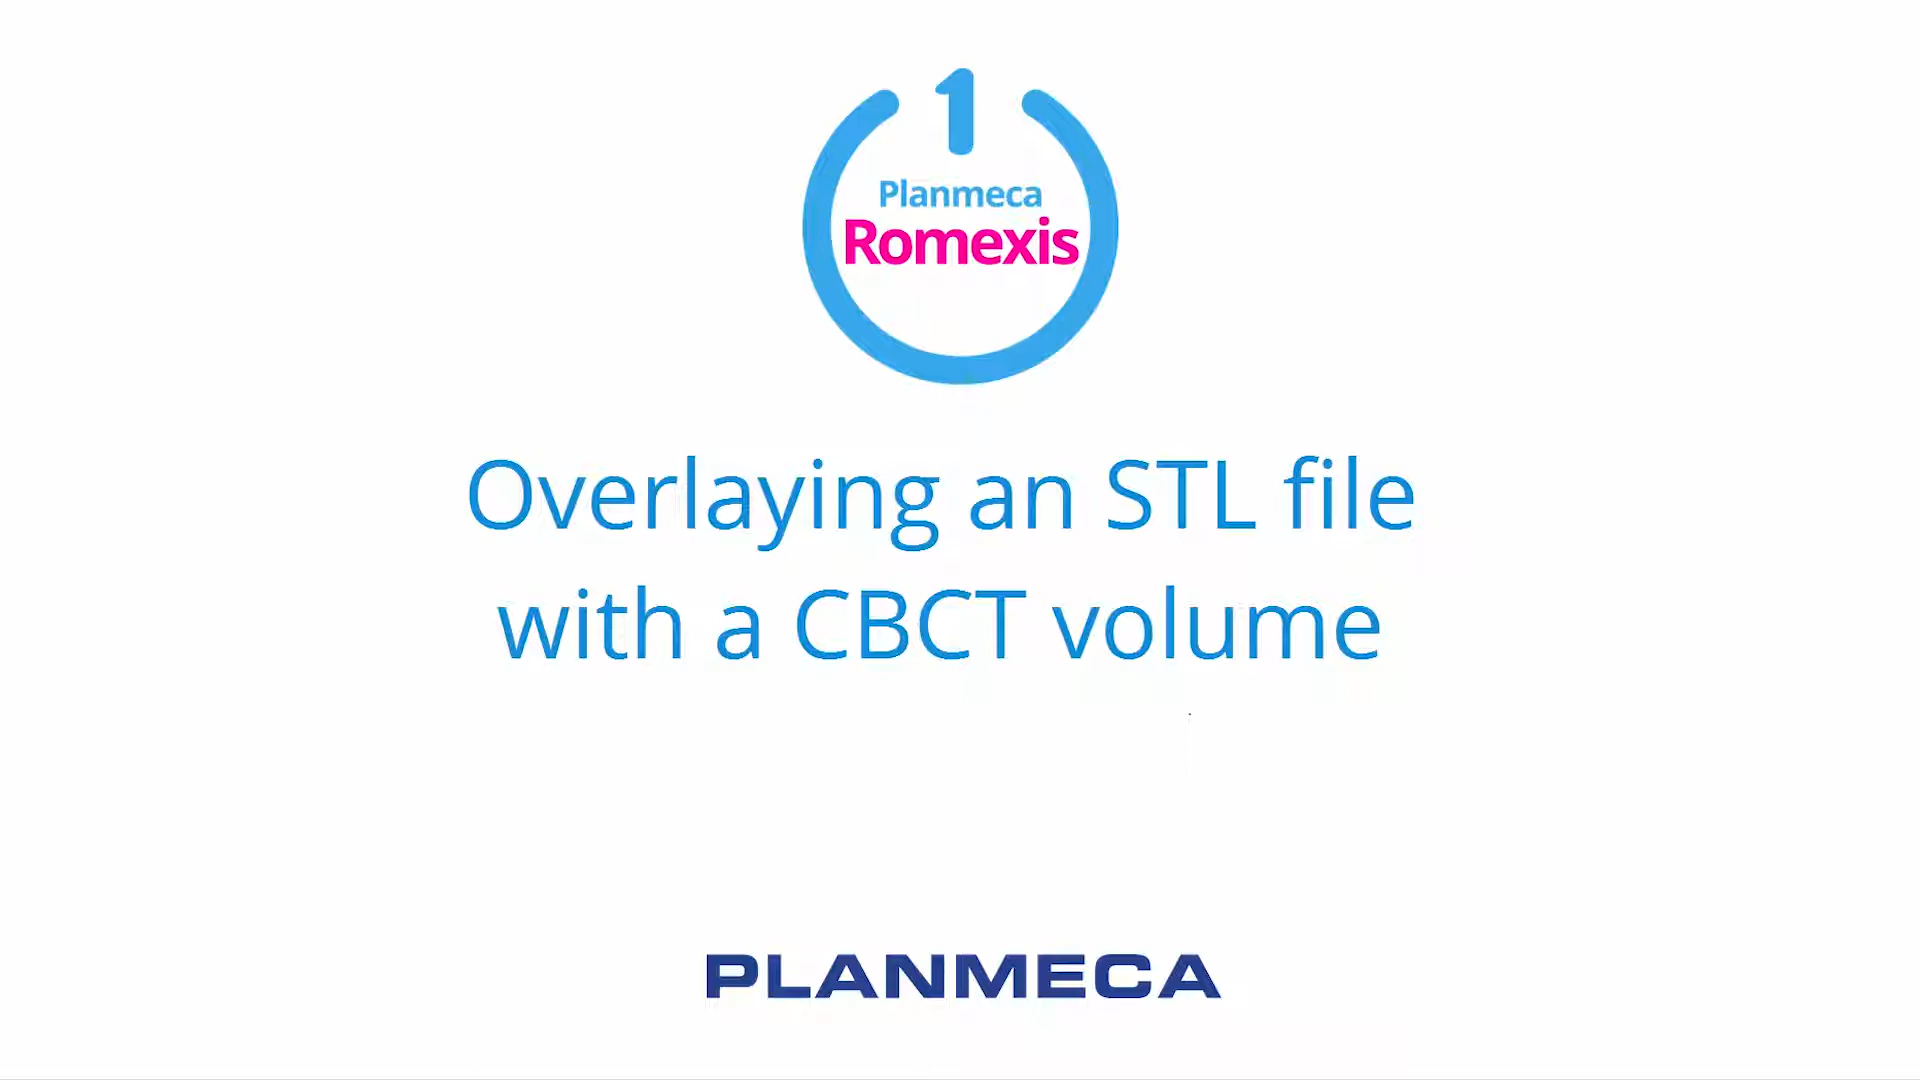 1
Planmeca
Romexis
Overlaying an STL file
with a CBCT volume
PLANMECA